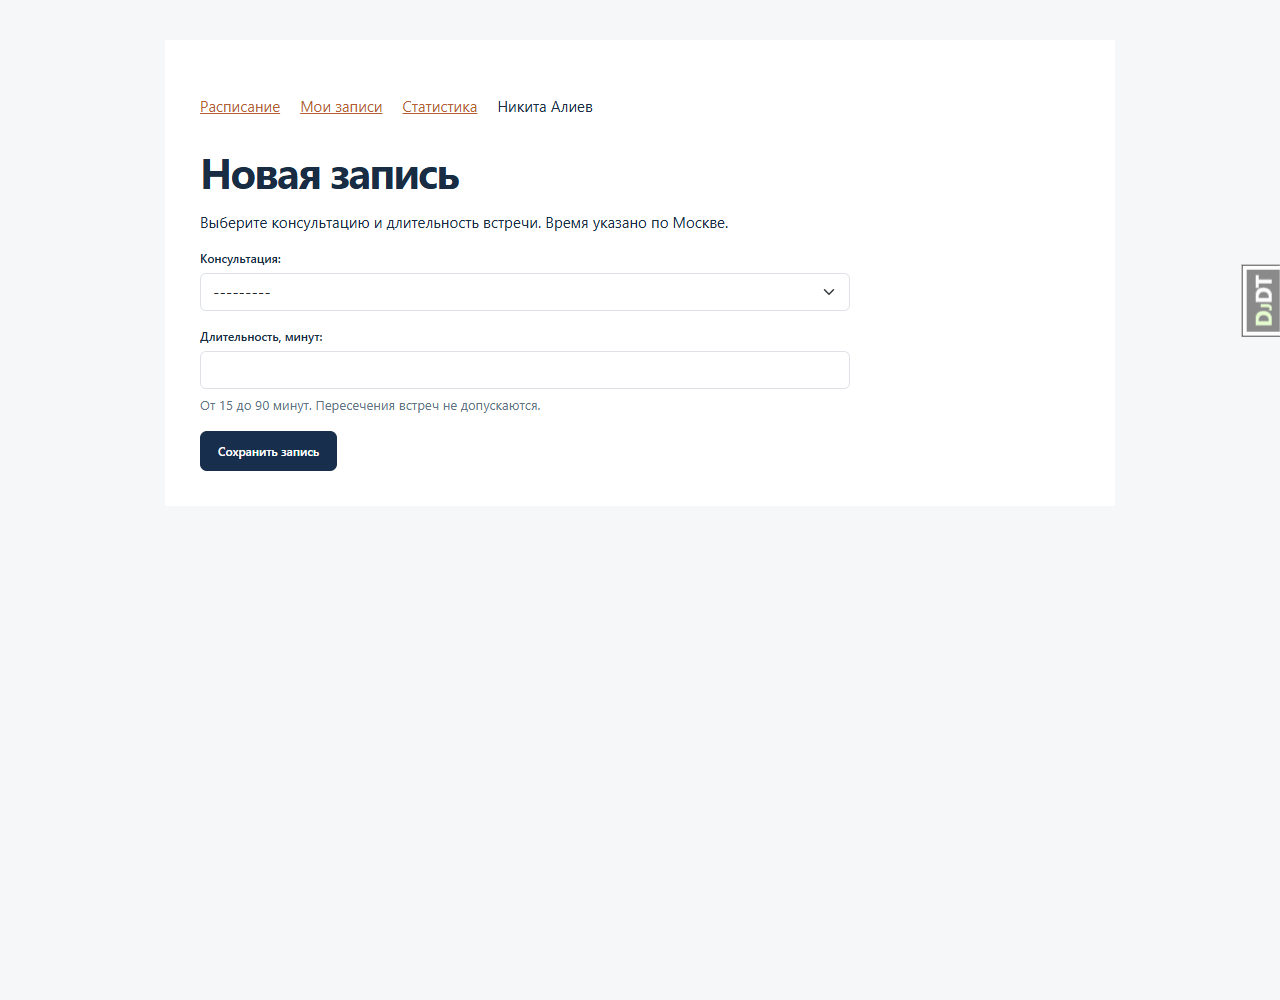 Расписание Мои записи Статистика Никита Алиев
Новая запись
Выберите консультацию и длительность встречи. Время указано по Москве.
Консультация:
---------
Длительность, минут:
От 15 до 90 минут. Пересечения встреч не допускаются.
Сохранить запись
DJDT